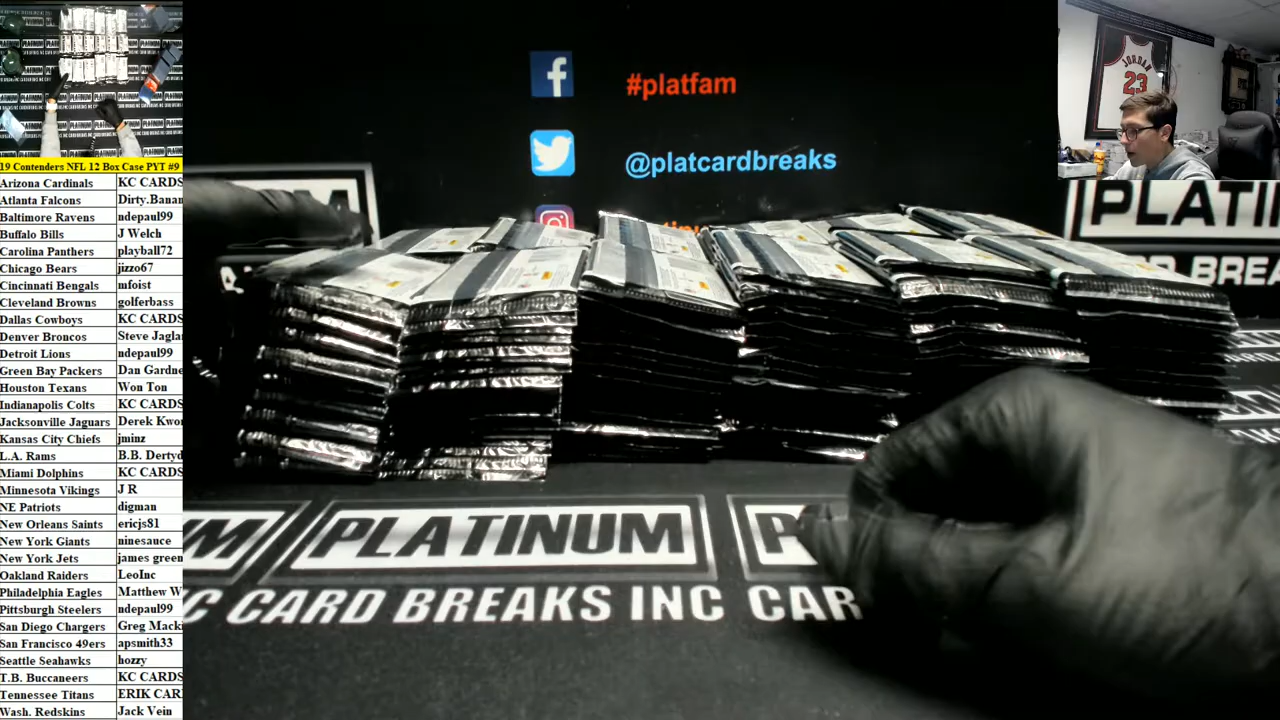 19 Contenders NFL 12 Box Case PYT #9
Arizona Cardinals KC CARDS
Atlanta Falcons Dirty.Banan
Baltimore Ravens ndepaul99
Buffalo Bills J Welch
Carolina Panthers playball72
Chicago Bears jizzo67
Cincinnati Bengals mfoist
Cleveland Browns golferbass
Dallas Cowboys KC CARDS
Denver Broncos Steve Jagla
Detroit Lions ndepaul99
Green Bay Packers Dan Gardne
Houston Texans Won Ton
Indianapolis Colts KC CARDS
Jacksonville Jaguars Derek Kwo
Kansas City Chiefs jminz
L.A. Rams B.B. Dertyd
Miami Dolphins KC CARDS
Minnesota Vikings J R
NE Patriots digman
New Orleans Saints ericjs81
New York Giants ninesauce
New York Jets james green
Oakland Raiders LeoInc
Philadelphia Eagles Matthew W
Pittsburgh Steelers ndepaul99
San Diego Chargers Greg Macki
San Francisco 49ers apsmith33
Seattle Seahawks hozzy
T.B. Buccaneers KC CARDS
Tennessee Titans ERIK CAR
Wash. Redskins Jack Vein
#platfam
@platcardbreaks
JORDAN
23
PLATI
RD BREA
M PLATINUM P
C CARD BREAKS INC CAR